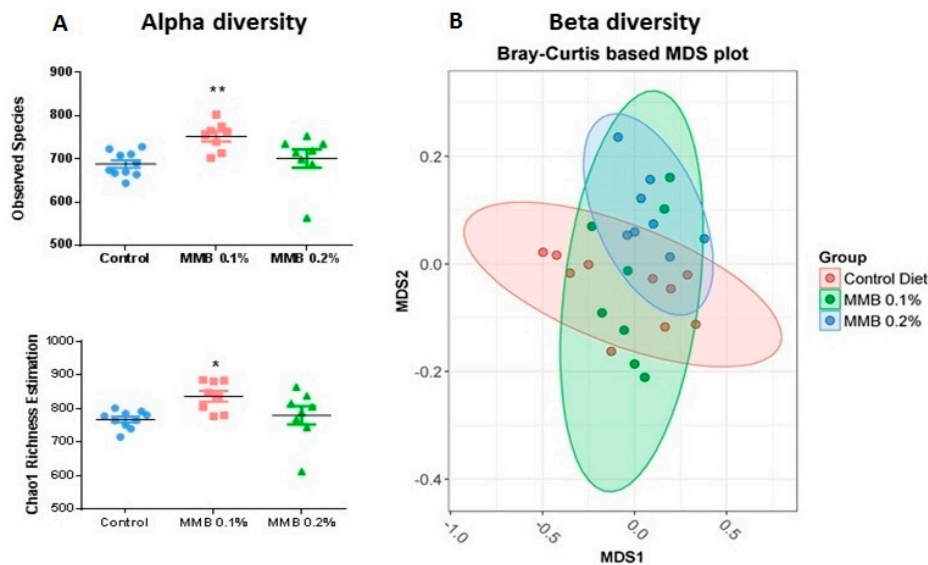 A Alpha diversity
Observed Species
900
800
700
600
500
**
Control MMB 0.1% MMB 0.2%
Chao1 Richness Estimation
1000
900
800
700
600
500
*
Control MMB 0.1% MMB 0.2%
B Beta diversity
Bray-Curtis based MDS plot
MDS2
0.2
0.0
-0.2
-0.4
-1.0 -0.5 0.0 0.5
MDS1
Group
Control Diet
MMB 0.1%
MMB 0.2%